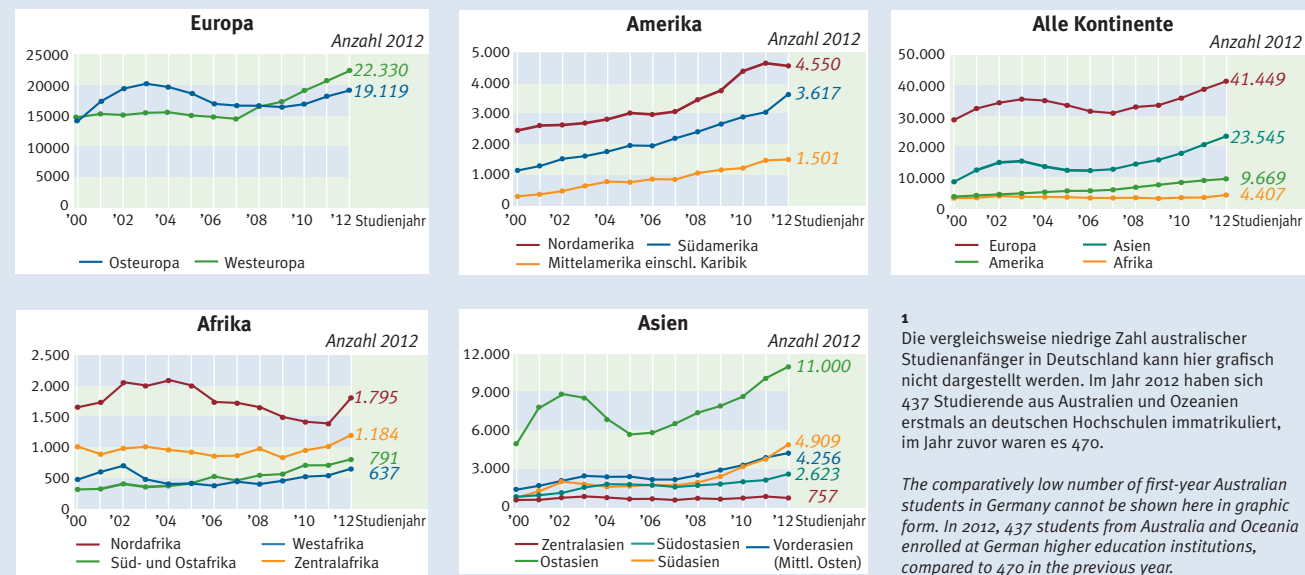 Europa
Anzahl 2012
25000
20000
15000
10000
5000
0
22.330
19.119
'00 '02 '04 '06 '08 '10 '12 Studienjahr
Osteuropa Westeuropa
Amerika
Anzahl 2012
5.000
4.000
3.000
2.000
1.000
0
4.550
3.617
1.501
'00 '02 '04 '06 '08 '10 '12 Studienjahr
Nordamerika Südamerika
Mittelamerika einschl. Karibik
Alle Kontinente
Anzahl 2012
50.000
40.000
30.000
20.000
10.000
0
41.449
23.545
9.669
4.407
'00 '02 '04 '06 '08 '10 '12 Studienjahr
Europa Asien
Amerika Afrika
Afrika
Anzahl 2012
2.500
2.000
1.500
1.000
500
0
1.795
1.184
791
637
'00 '02 '04 '06 '08 '10 '12 Studienjahr
Nordafrika Westafrika
Süd- und Ostafrika Zentralafrika
Asien
Anzahl 2012
12.000
9.000
6.000
3.000
0
11.000
4.909
4.256
2.623
757
'00 '02 '04 '06 '08 '10 '12 Studienjahr
Zentralasien Südostasien Vorderasien
Ostasien Südasien (Mittl. Osten)
1
Die vergleichsweise niedrige Zahl australischer
Studienanfänger in Deutschland kann hier grafisch
nicht dargestellt werden. Im Jahr 2012 haben sich
437 Studierende aus Australien und Ozeanien
erstmals an deutschen Hochschulen immatrikuliert,
im Jahr zuvor waren es 470.
The comparatively low number of first-year Australian
students in Germany cannot be shown here in graphic
form. In 2012, 437 students from Australia and Oceania
enrolled at German higher education institutions,
compared to 470 in the previous year.